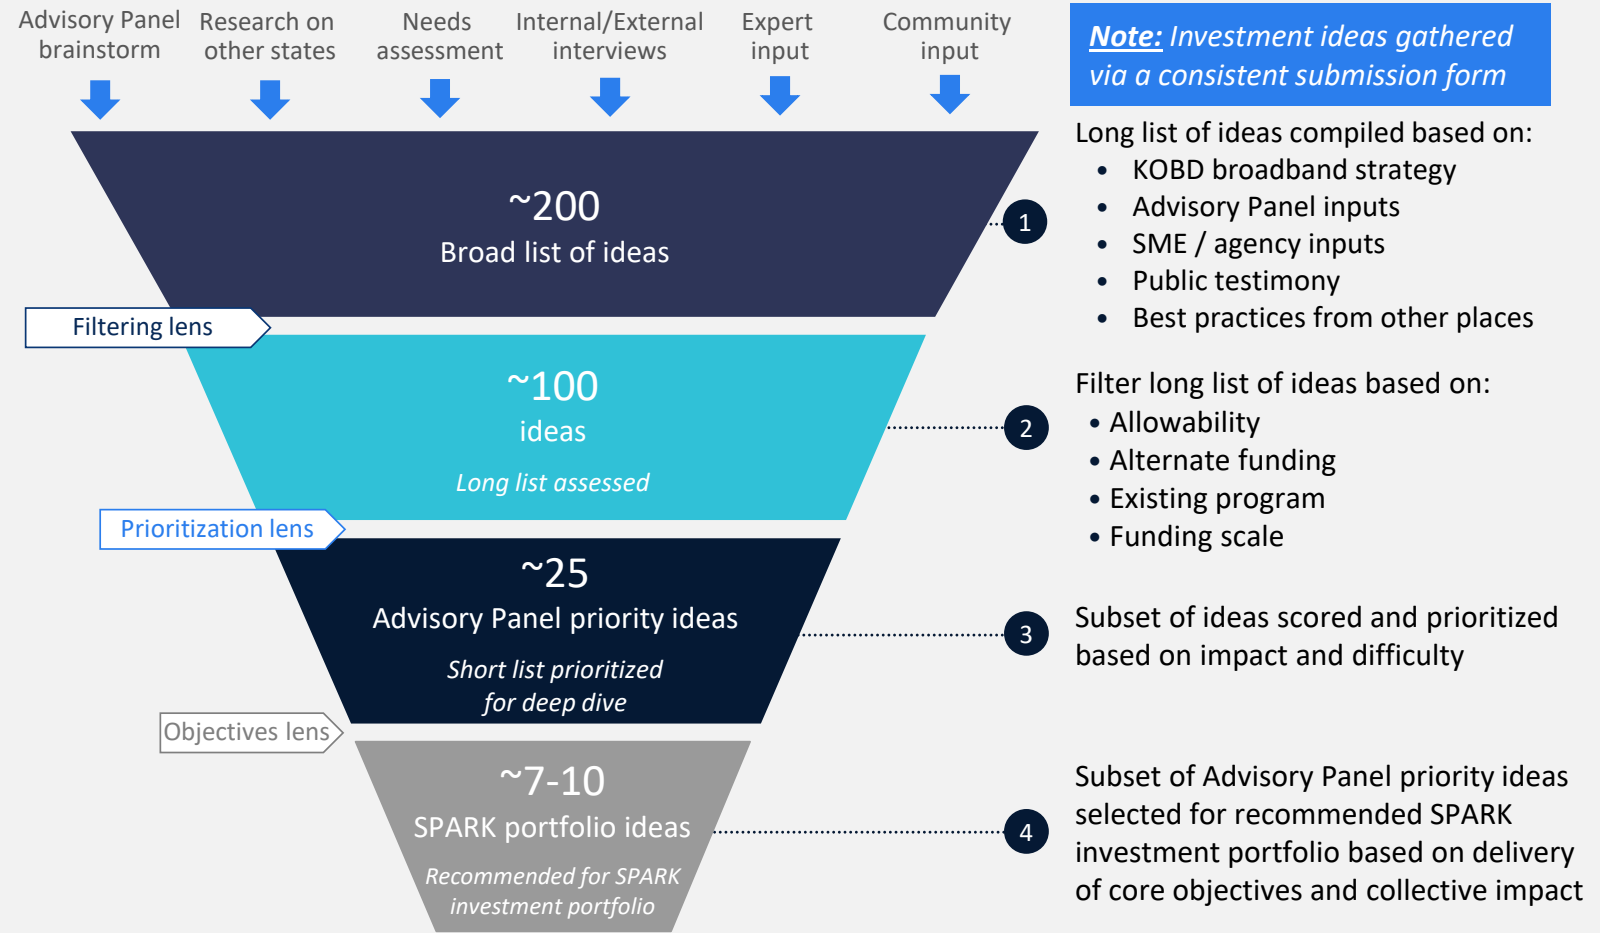 Advisory Panel
brainstorm
Research on
other states
Needs
assessment
Internal/External
interviews
Expert
input
Community
input
Note: Investment ideas gathered
via a consistent submission form
~200
Broad list of ideas
1
Long list of ideas compiled based on:
• KOBD broadband strategy
• Advisory Panel inputs
• SME / agency inputs
• Public testimony
• Best practices from other places
Filtering lens
~100
ideas
Long list assessed
2
Filter long list of ideas based on:
• Allowability
• Alternate funding
• Existing program
• Funding scale
Prioritization lens
~25
Advisory Panel priority ideas
Short list prioritized
for deep dive
3
Subset of ideas scored and prioritized
based on impact and difficulty
Objectives lens
~7-10
SPARK portfolio ideas
Recommended for SPARK
investment portfolio
4
Subset of Advisory Panel priority ideas
selected for recommended SPARK
investment portfolio based on delivery
of core objectives and collective impact